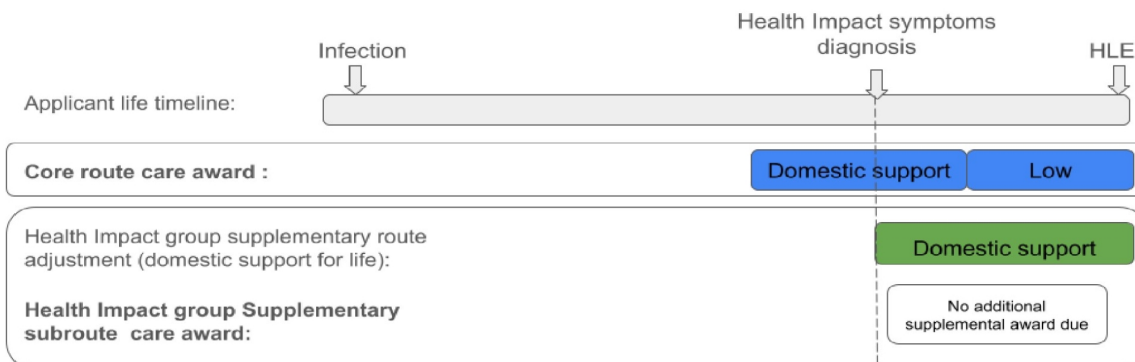 Health Impact symptoms
diagnosis
Infection
HLE
Applicant life timeline:
Core route care award :
Domestic support
Low
Health Impact group supplementary route
adjustment (domestic support for life):
Domestic support
Health Impact group Supplementary
subroute care award:
No additional
supplemental award due